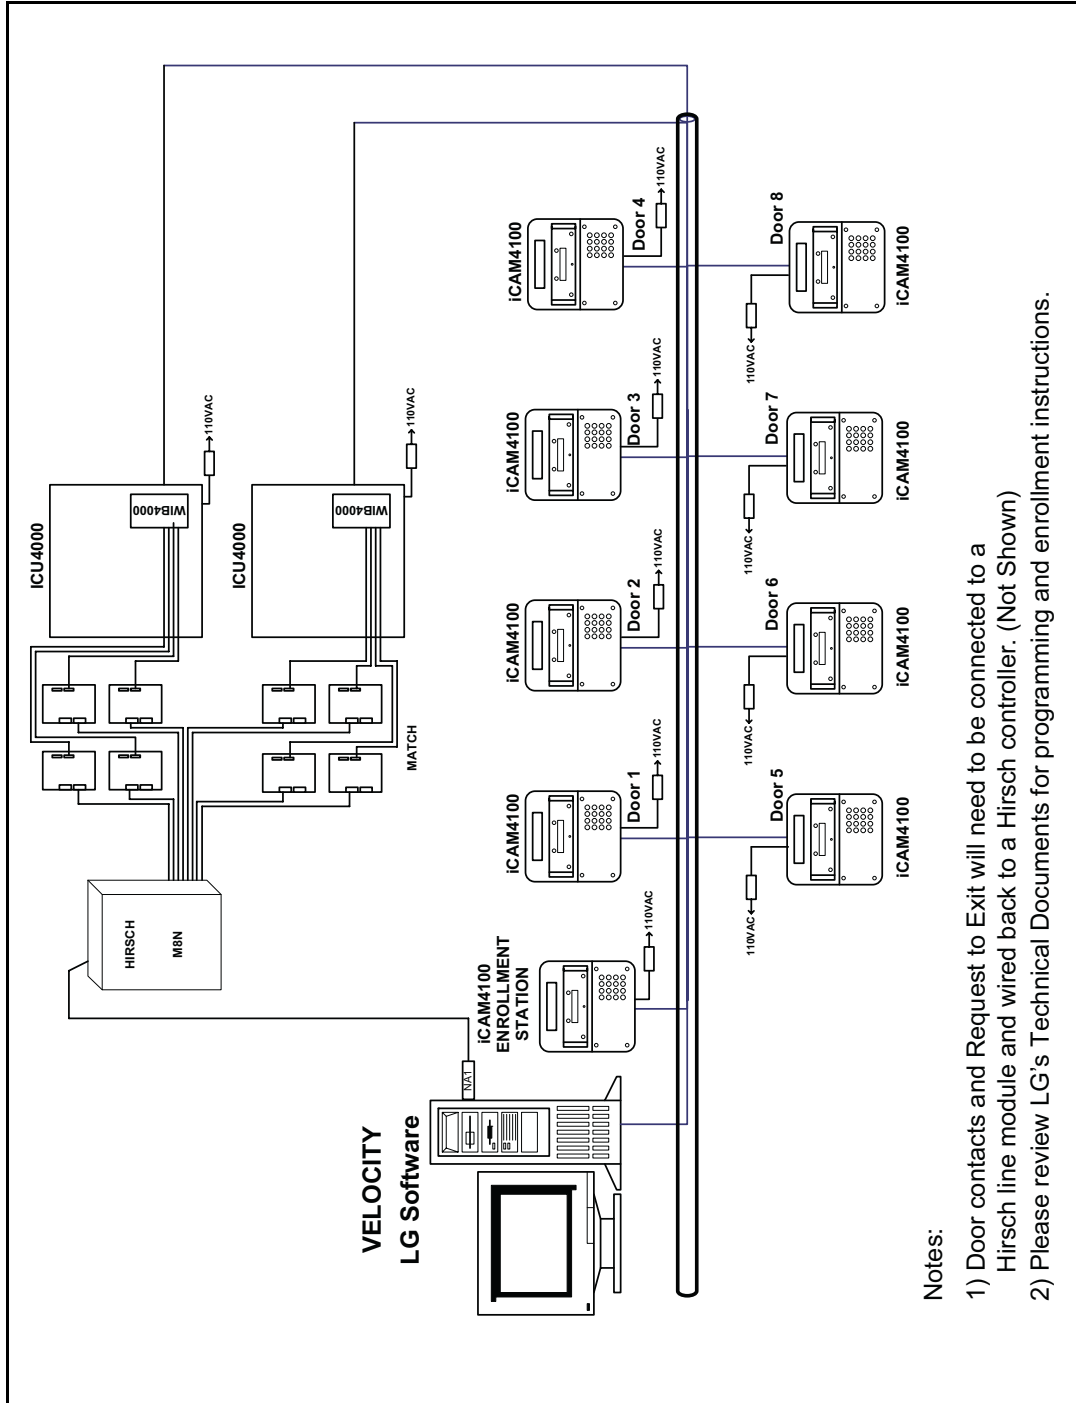 ICU4000
WIB4000
110VAC
ICU4000
WIB4000
110VAC
MATCH
HIRSCH
M8N
NA1
VELOCITY
LG Software
iCAM4100
ENROLLMENT
STATION
110VAC
iCAM4100
Door 1
110VAC
iCAM4100
Door 2
110VAC
iCAM4100
Door 3
110VAC
iCAM4100
Door 4
110VAC
Door 5
110VAC
iCAM4100
Door 6
110VAC
iCAM4100
Door 7
110VAC
iCAM4100
Door 8
110VAC
iCAM4100
Notes:
1) Door contacts and Request to Exit will need to be connected to a
Hirsch line module and wired back to a Hirsch controller. (Not Shown)
2) Please review LG's Technical Documents for programming and enrollment instructions.